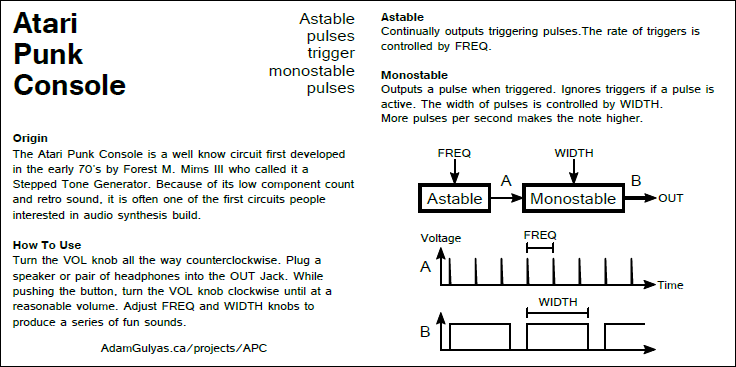 Atari
Punk
Console
Astable
pulses
trigger
monostable
pulses
Origin
The Atari Punk Console is a well know circuit first developed
in the early 70's by Forest M. Mims III who called it a
Stepped Tone Generator. Because of its low component count
and retro sound, it is often one of the first circuits people
interested in audio synthesis build.
How To Use
Turn the VOL knob all the way counterclockwise. Plug a
speaker or pair of headphones into the OUT Jack. While
pushing the button, turn the VOL knob clockwise until at a
reasonable volume. Adjust FREQ and WIDTH knobs to
produce a series of fun sounds.
AdamGulyas.ca/projects/APC
Astable
Continually outputs triggering pulses.The rate of triggers is
controlled by FREQ.
Monostable
Outputs a pulse when triggered. Ignores triggers if a pulse is
active. The width of pulses is controlled by WIDTH.
More pulses per second makes the note higher.
FREQ WIDTH
A B
Astable Monostable OUT
Voltage FREQ
A
Time
WIDTH
B